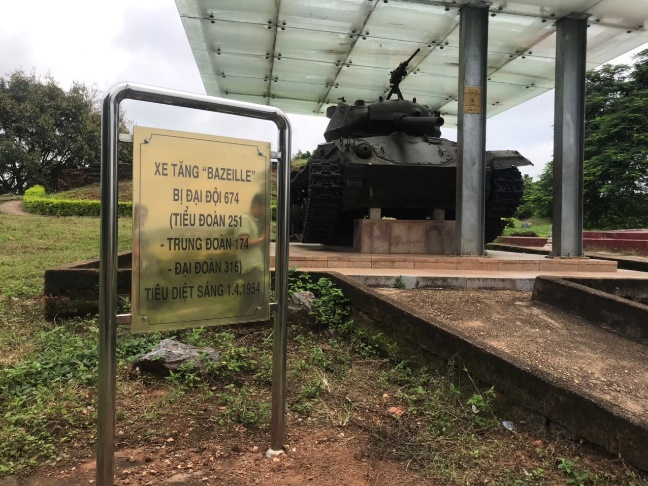 XE TĂNG "BAZEILLE"
BỊ ĐẠI ĐỘI 674
(TIỂU ĐOÀN 251
- TRUNG ĐOÀN 174
- ĐẠI ĐOÀN 316)
TIÊU DIỆT SÁNG 1.4.1954